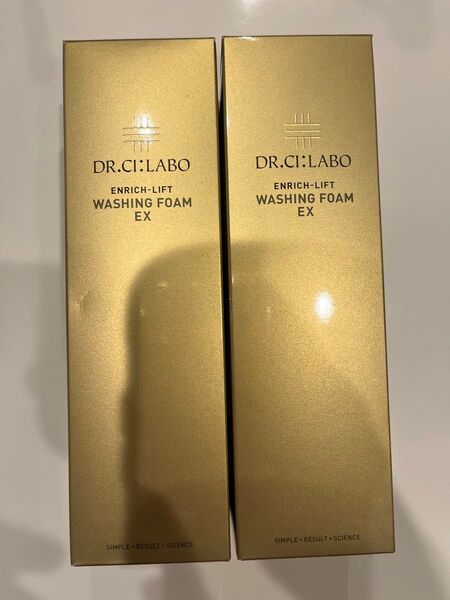 DR.CI:LABO
ENRICH-LIFT
WASHING FOAM
EX
SIMPLE+RESULT+SCIENCE
DR.CI:LABO
ENRICH-LIFT
WASHING FOAM
EX
SIMPLE+RESULT+SCIENCE